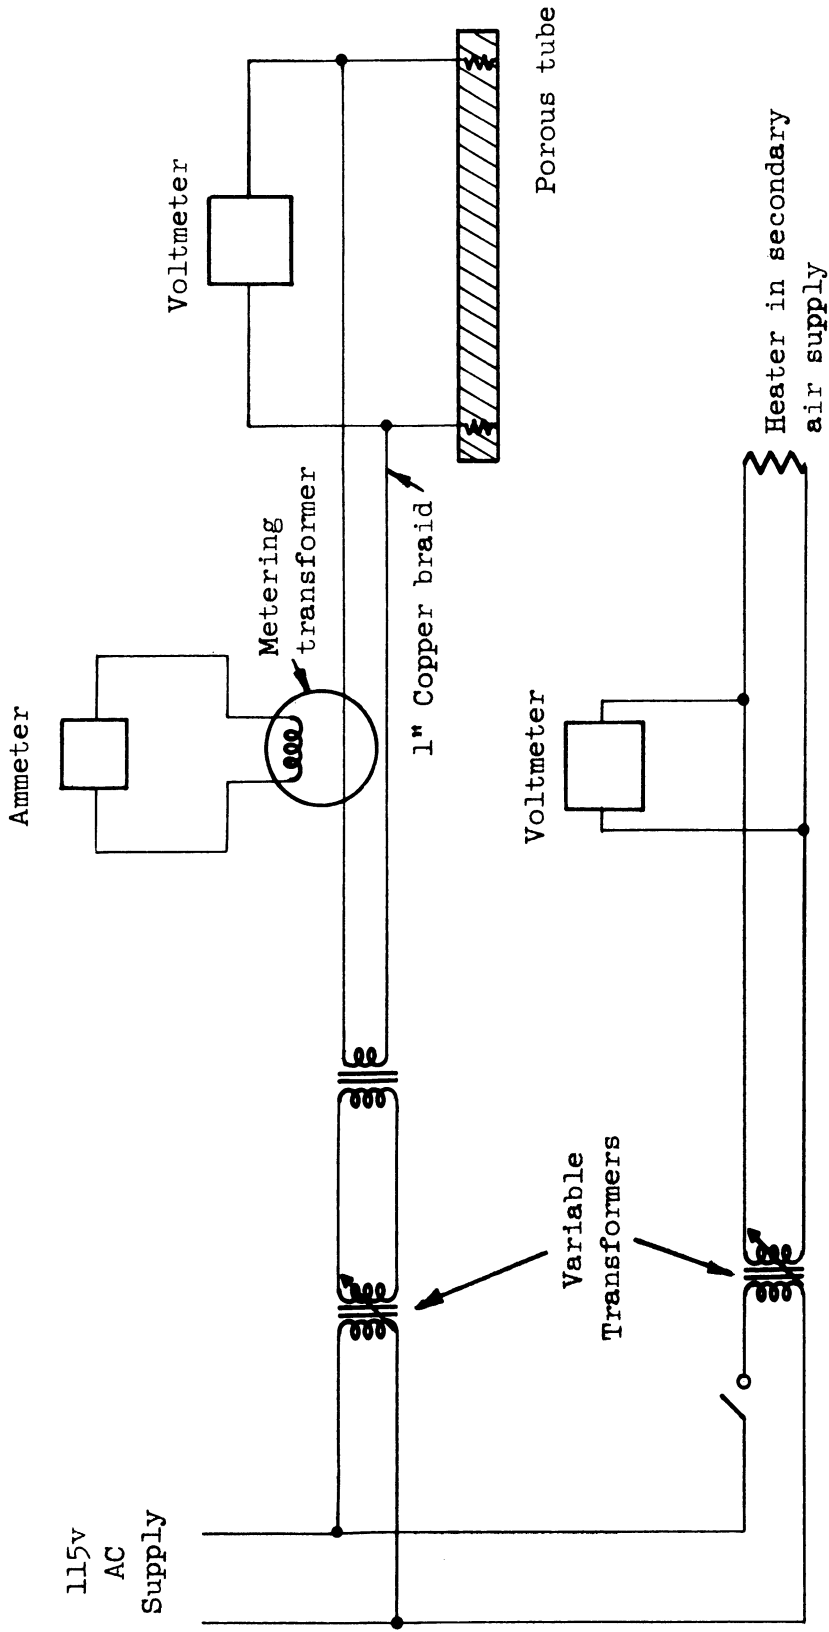 115v
AC
Supply
Ammeter
Voltmeter
Metering
transformer
1" Copper braid
Porous tube
Variable
Transformers
Voltmeter
Heater in secondary
air supply